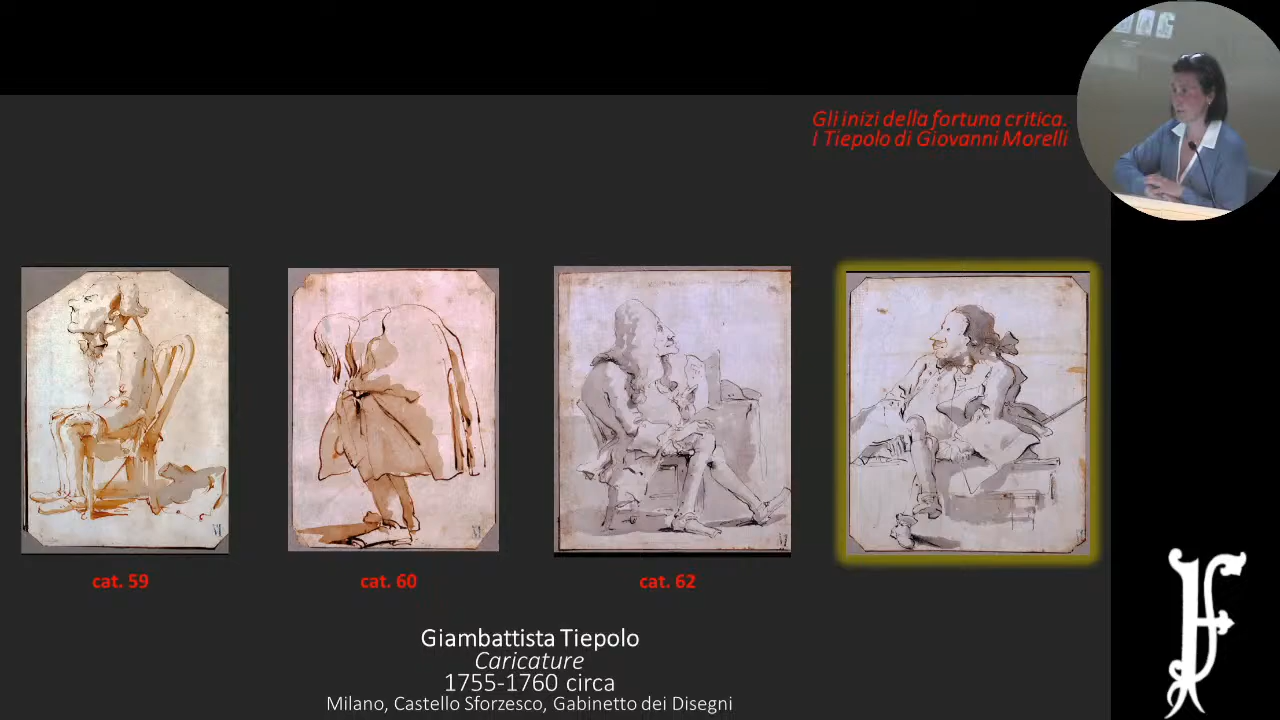 Gli inizi della fortuna critica.
I Tiepolo di Giovanni Morelli
cat. 59
cat. 60
cat. 62
Giambattista Tiepolo
Caricature
1755-1760 circa
Milano, Castello Sforzesco, Gabinetto dei Disegni